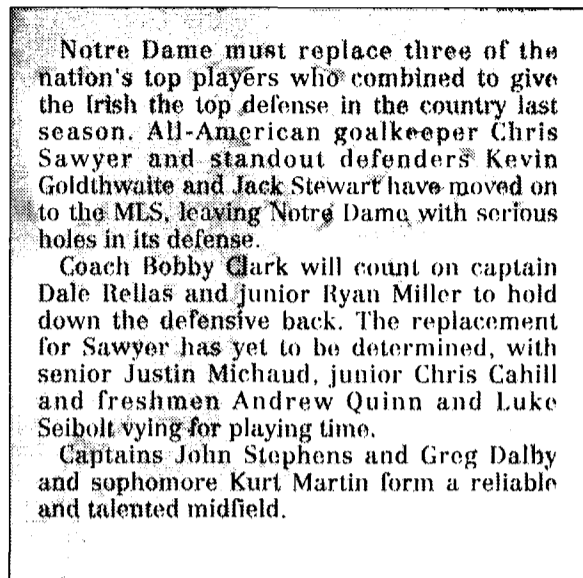 Notre Dame must replace three of the
nation's top players who combined to give
the Irish the top defense in the country last
season. All-American goalkeeper Chris
Sawyer and standout defenders Kevin
Goldthwaite and Jack Stewart have moved on
to the MLS, leaving Notre Dame with serious
holes in its defense.
Coach Bobby Clark will count on captain
Dale Rellas and junior Ryan Miller to hold
down the defensive back. The replacement
for Sawyer has yet to be determined, with
senior Justin Michaud, junior Chris Cahill
and freshmen Andrew Quinn and Luke
Seibolt vying for playing time.
Captains John Stephens and Greg Dalby
and sophomore Kurt Martin form a reliable
and talented midfield.